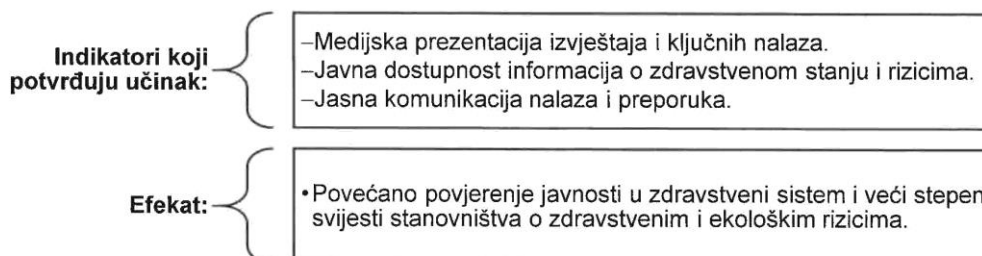 Indikatori koji
potvrđuju učinak:
–Medijska prezentacija izvještaja i ključnih nalaza.
–Javna dostupnost informacija o zdravstvenom stanju i rizicima.
–Jasna komunikacija nalaza i preporuka.
Efekat:
•Povećano povjerenje javnosti u zdravstveni sistem i veći stepen
svijesti stanovništva o zdravstvenim i ekološkim rizicima.